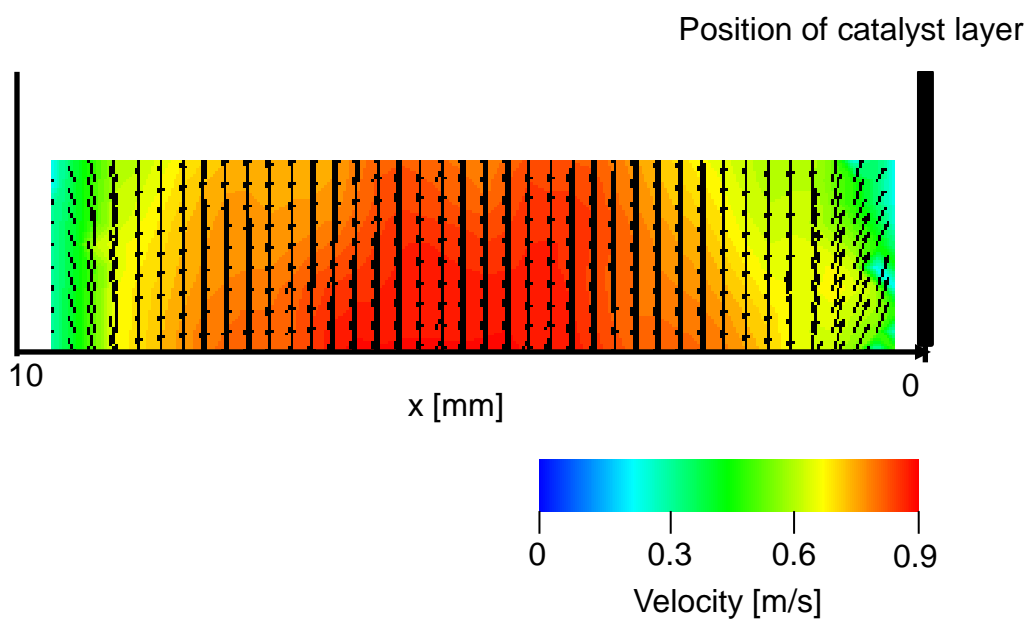 Position of catalyst layer
10
0
x [mm]
0
0.3
0.6
0.9
Velocity [m/s]